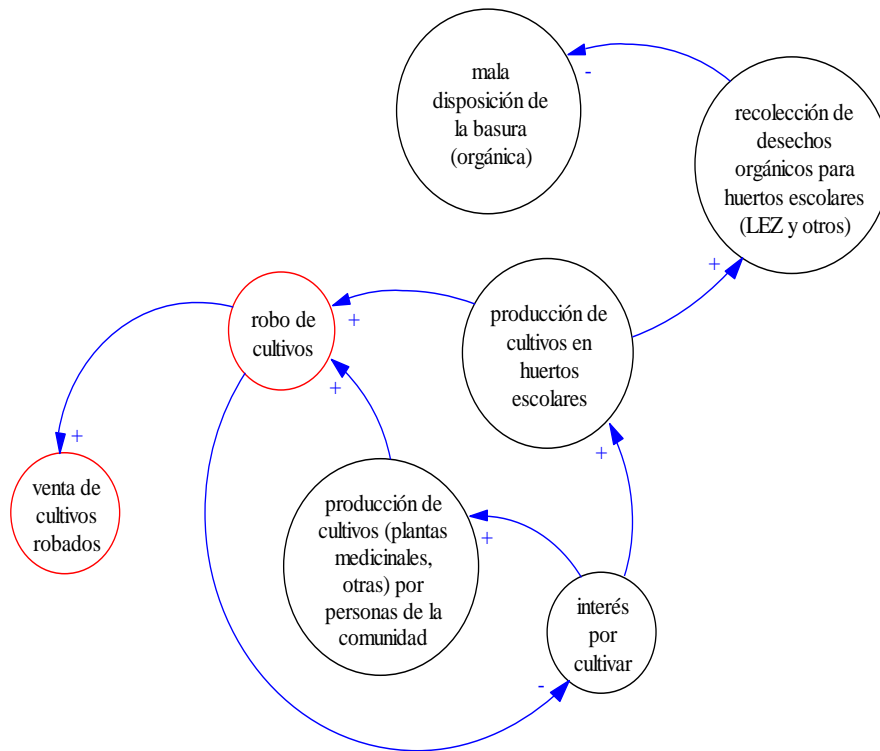 mala
disposición de
la basura
(orgánica)
-
recolección de
desechos
orgánicos para
huertos escolares
(LEZ y otros)
+
robo de
cultivos
+
+
producción de
cultivos en
huertos
escolares
+
+
venta de
cultivos
robados
producción de
cultivos (plantas
medicinales,
otras) por
personas de la
comunidad
+
interés
por
cultivar
-